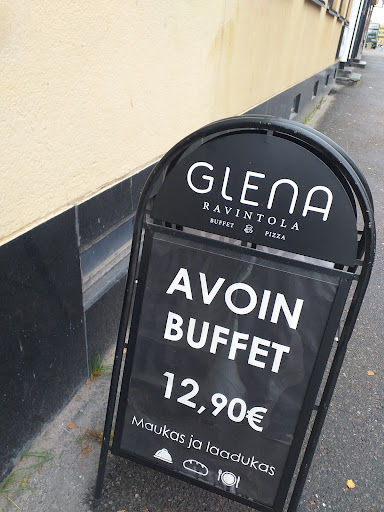 GLENA
RAVINTOLA
BUFFET & PIZZA
AVOIN
BUFFET
12,90€
Maukas ja laadukas